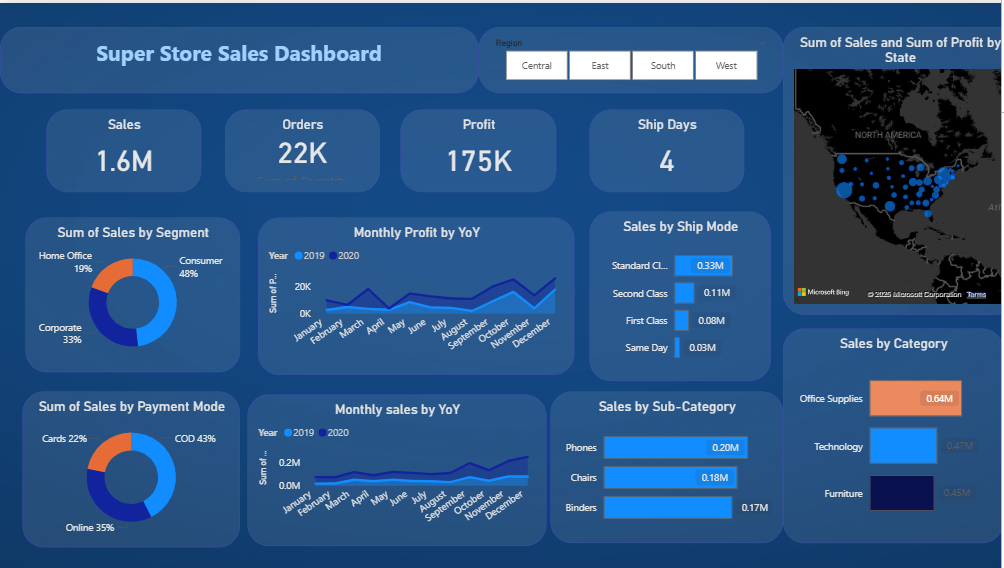 Super Store Sales Dashboard
Region
Central East South West
Sum of Sales and Sum of Profit by
State
NORTH AMERICA
Microsoft Bing
© 2025 Microsoft Corporation Terms
Sales
1.6M
Orders
22K
Profit
175K
Ship Days
4
Sum of Sales by Segment
Home Office
19%
Consumer
48%
Corporate
33%
Monthly Profit by YoY
Year 2019 2020
Sum of P...
20K
0K
January February March April May June July August September October November December
Sales by Ship Mode
Standard Cl... 0.33M
Second Class 0.11M
First Class 0.08M
Same Day 0.03M
Sales by Category
Office Supplies 0.64M
Technology 0.47M
Furniture 0.45M
Sum of Sales by Payment Mode
Cards 22%
COD 43%
Online 35%
Monthly sales by YoY
Year 2019 2020
Sum of ...
0.2M
0.0M
January February March April May June July August September October November December
Sales by Sub-Category
Phones 0.20M
Chairs 0.18M
Binders 0.17M